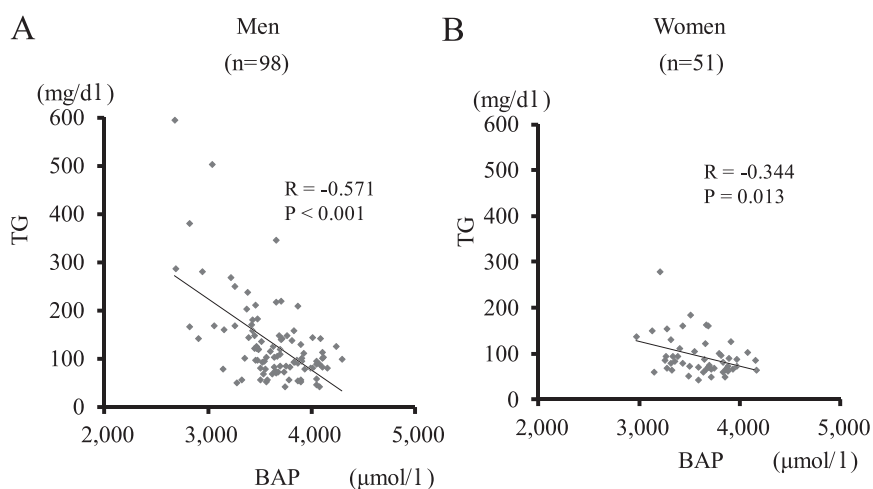 A
Men
(n=98)
(mg/dl)
600
500
400
300
200
100
0
TG
R = -0.571
P < 0.001
2,000
3,000
4,000
5,000
BAP
(μmol/l)
B
Women
(n=51)
(mg/dl)
600
500
400
300
200
100
0
TG
R = -0.344
P = 0.013
2,000
3,000
4,000
5,000
BAP
(μmol/l)